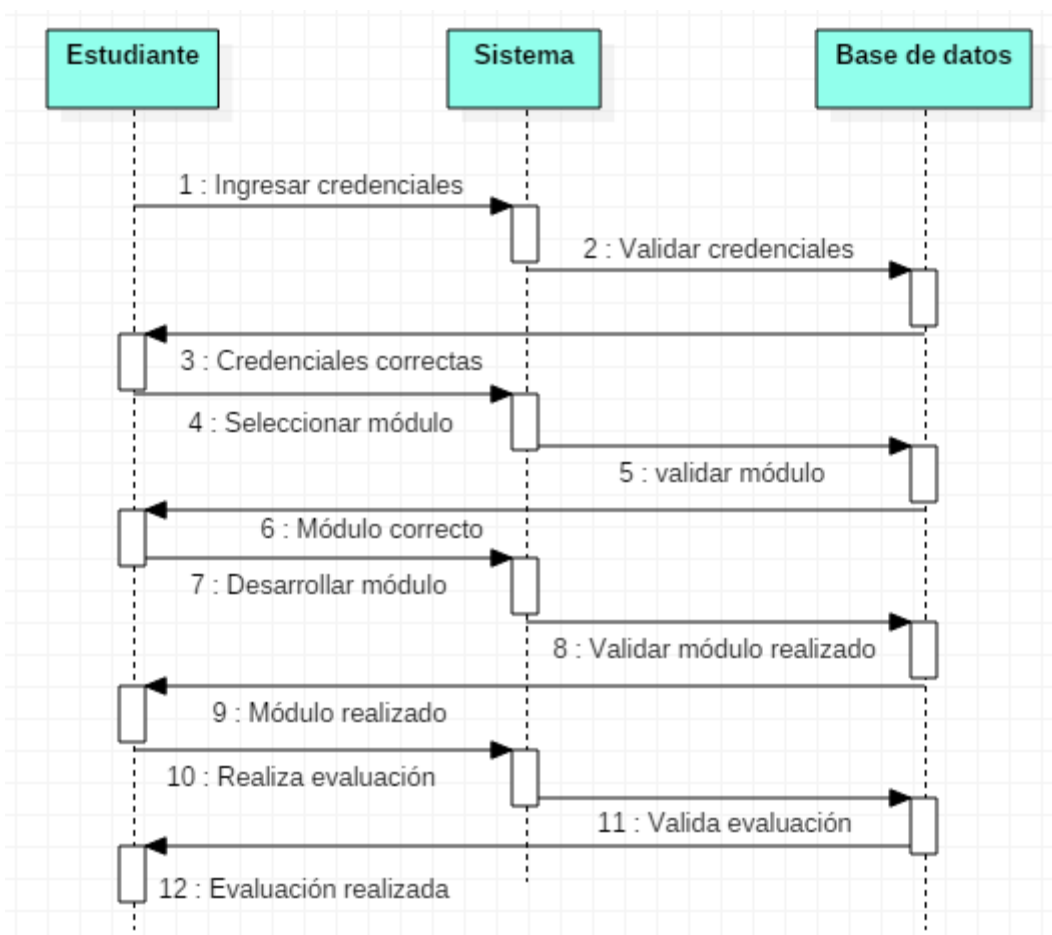 Estudiante
Sistema
Base de datos
1 : Ingresar credenciales
2 : Validar credenciales
3 : Credenciales correctas
4 : Seleccionar módulo
5 : validar módulo
6 : Módulo correcto
7 : Desarrollar módulo
8 : Validar módulo realizado
9 : Módulo realizado
10 : Realiza evaluación
11 : Valida evaluación
12 : Evaluación realizada